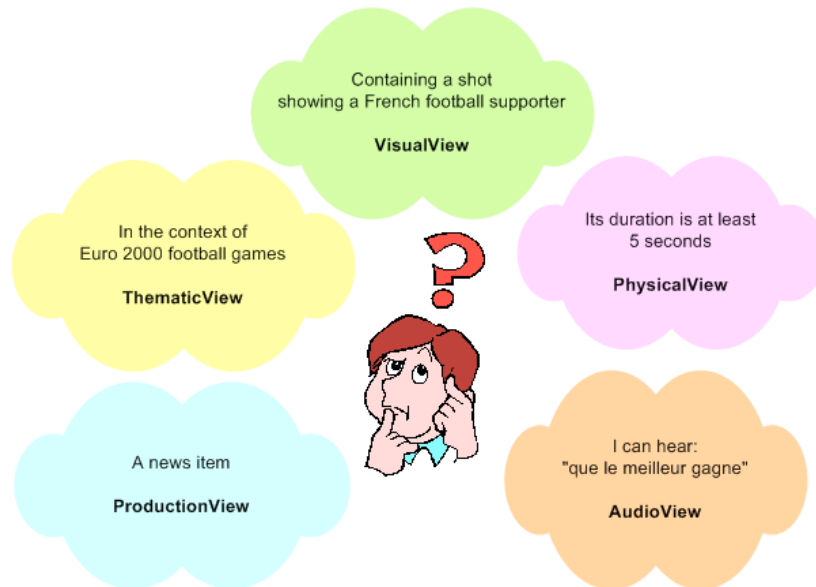 Containing a shot
showing a French football supporter
VisualView
In the context of
Euro 2000 football games
ThematicView
Its duration is at least
5 seconds
PhysicalView
?
A news item
ProductionView
I can hear:
"que le meilleur gagne"
AudioView